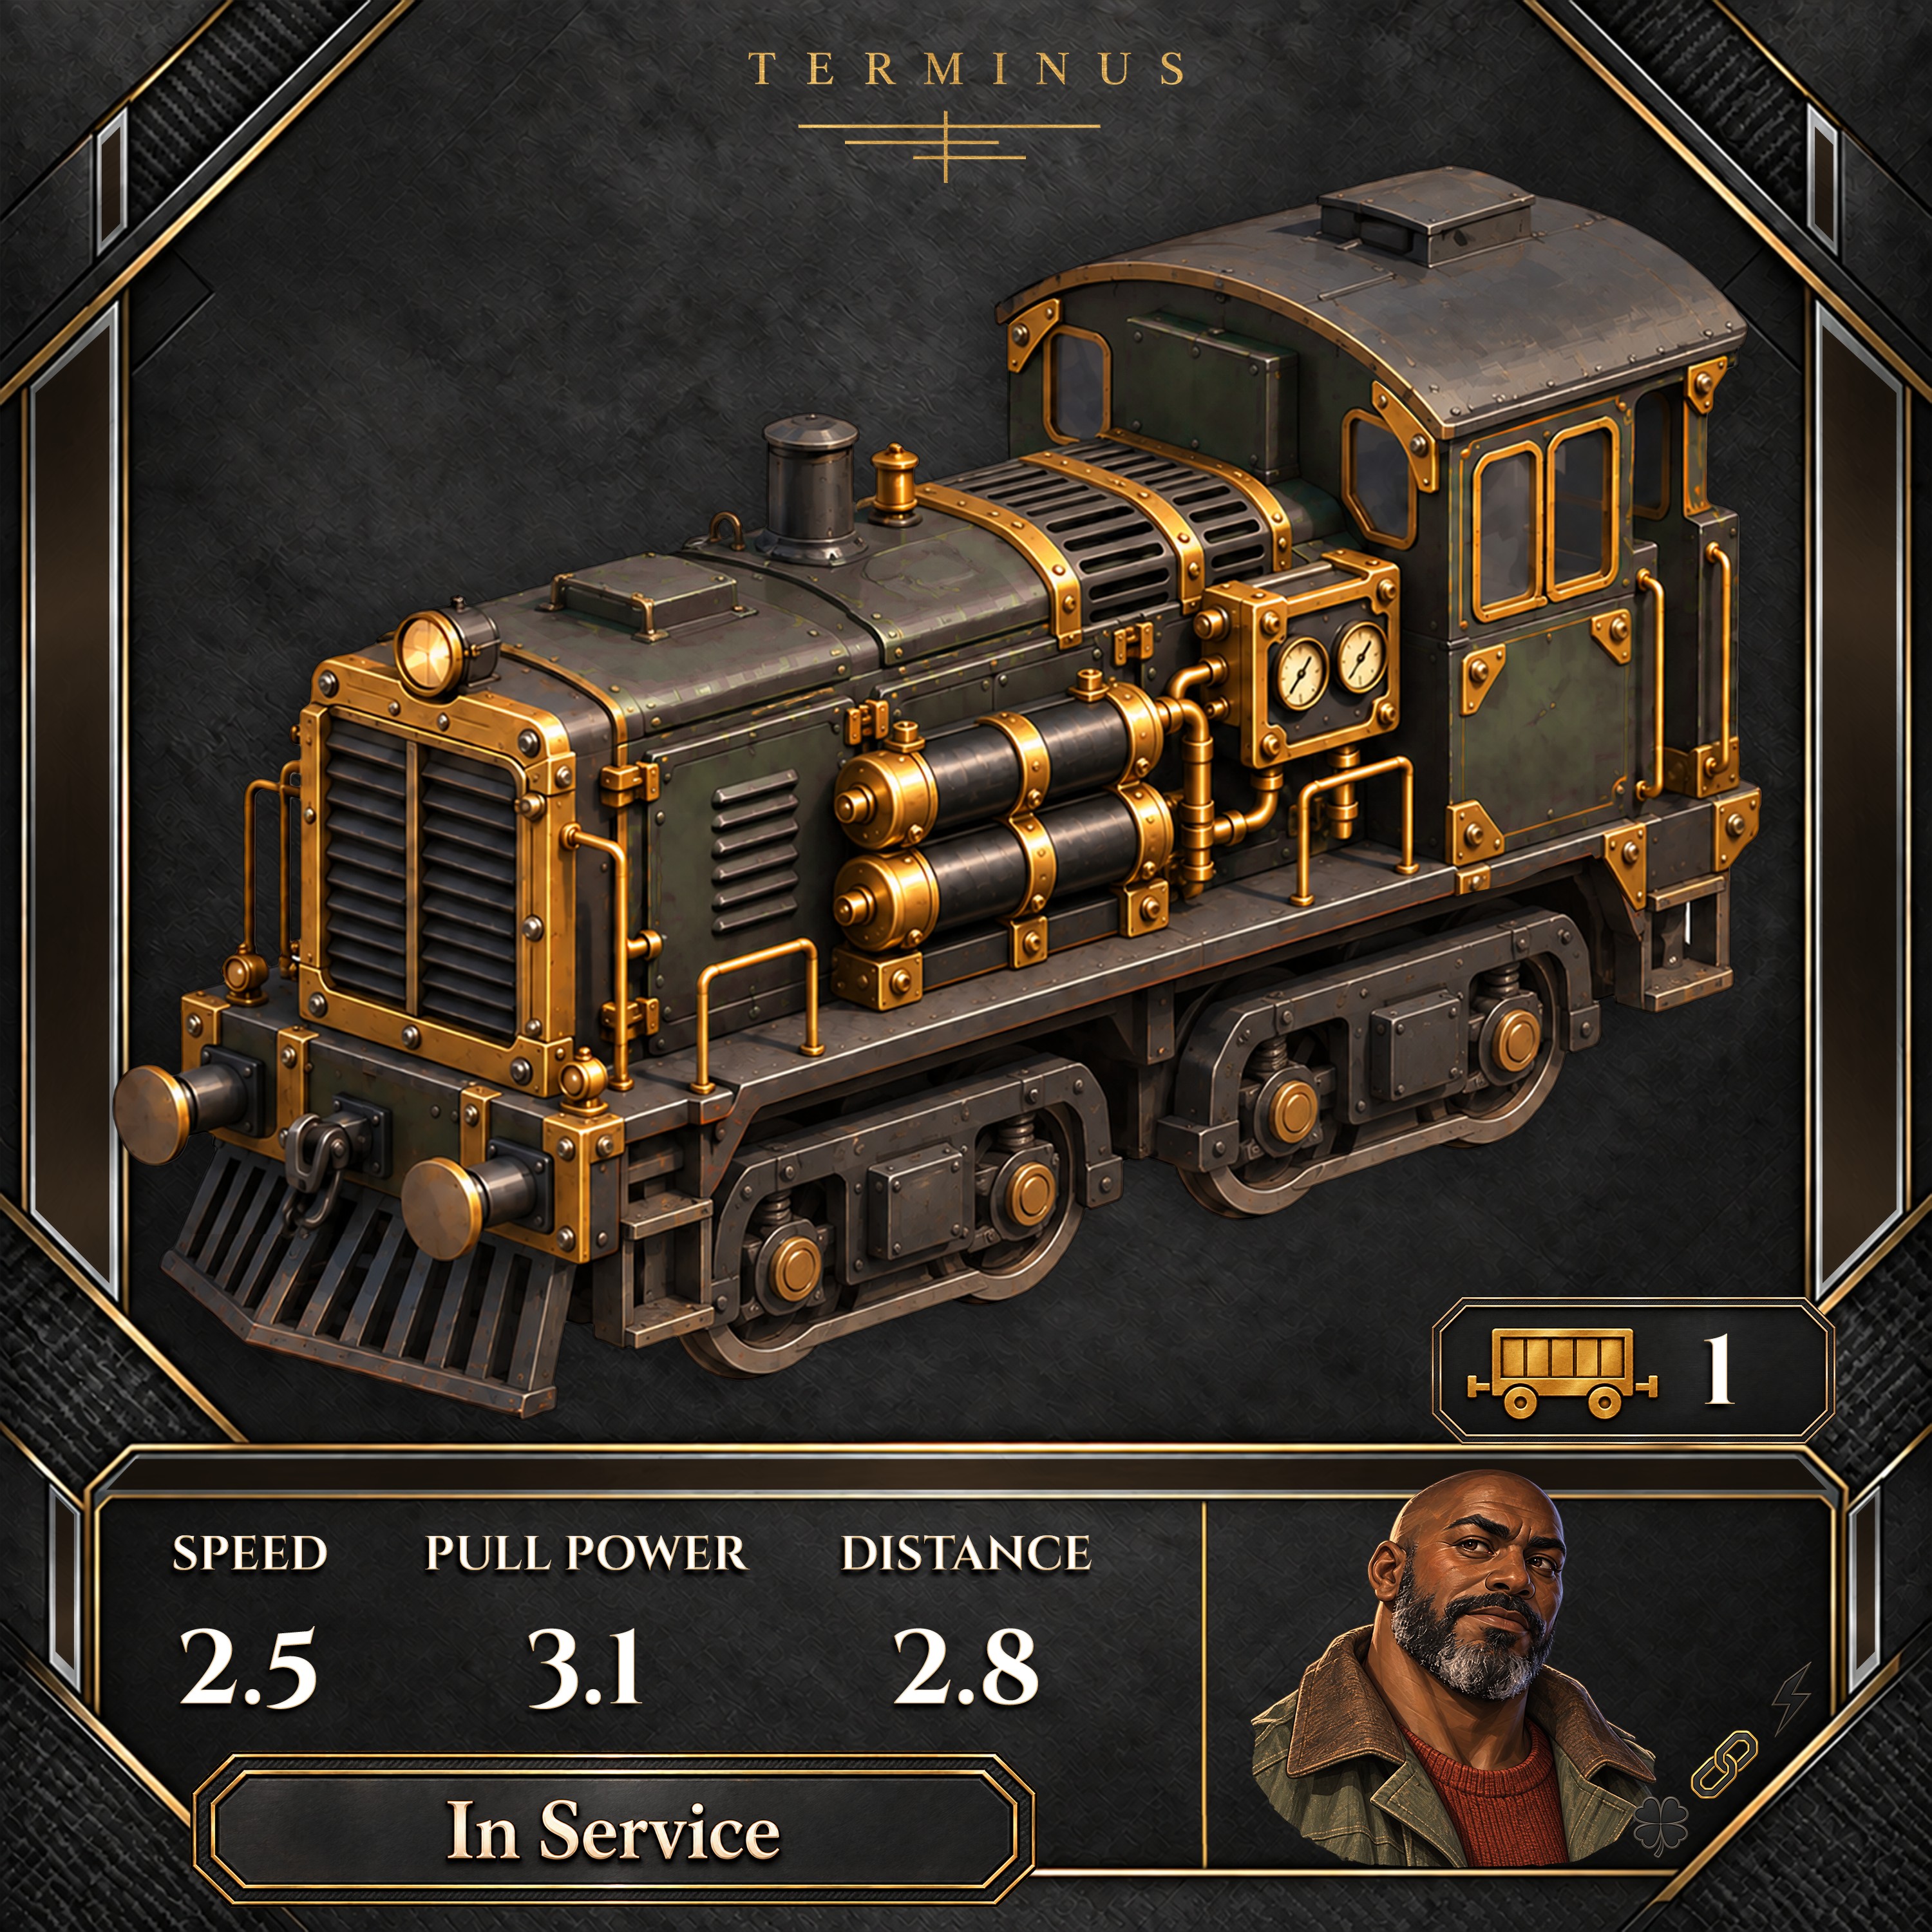 TERMINUS
1
SPEED PULL POWER DISTANCE
2.5 3.1 2.8
In Service